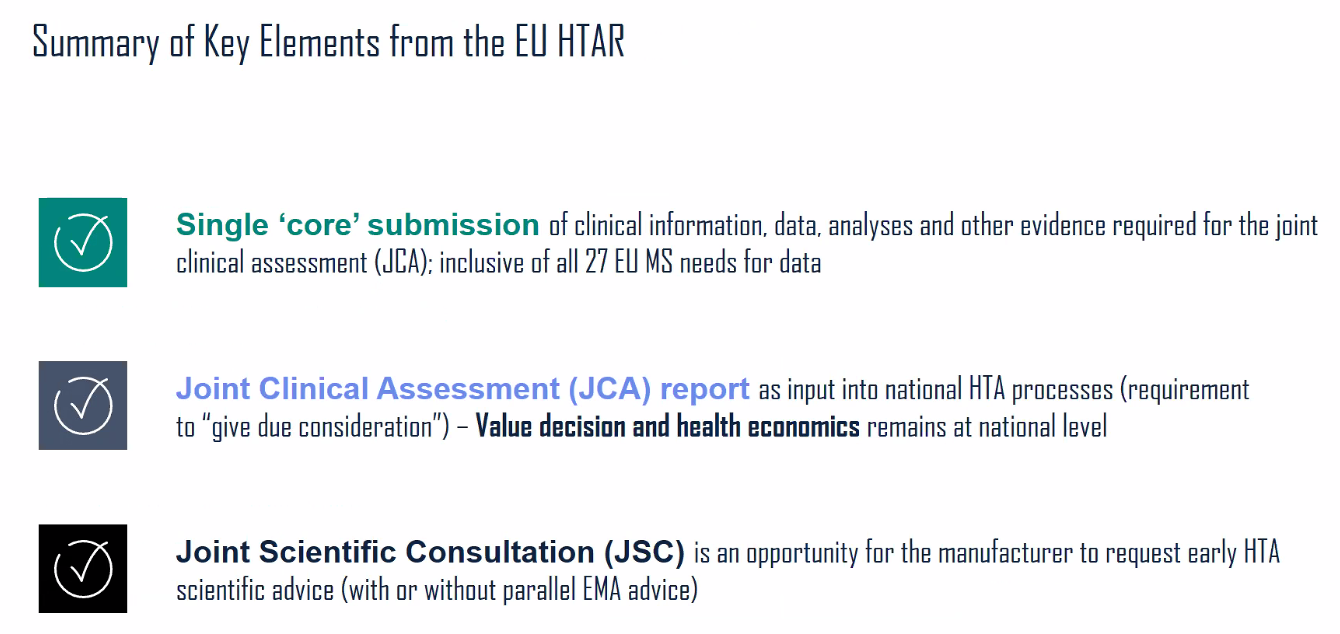 Summary of Key Elements from the EU HTAR
Single ‘core’ submission of clinical information, data, analyses and other evidence required for the joint
clinical assessment (JCA); inclusive of all 27 EU MS needs for data
Joint Clinical Assessment (JCA) report as input into national HTA processes (requirement
to “give due consideration”) – Value decision and health economics remains at national level
Joint Scientific Consultation (JSC) is an opportunity for the manufacturer to request early HTA
scientific advice (with or without parallel EMA advice)